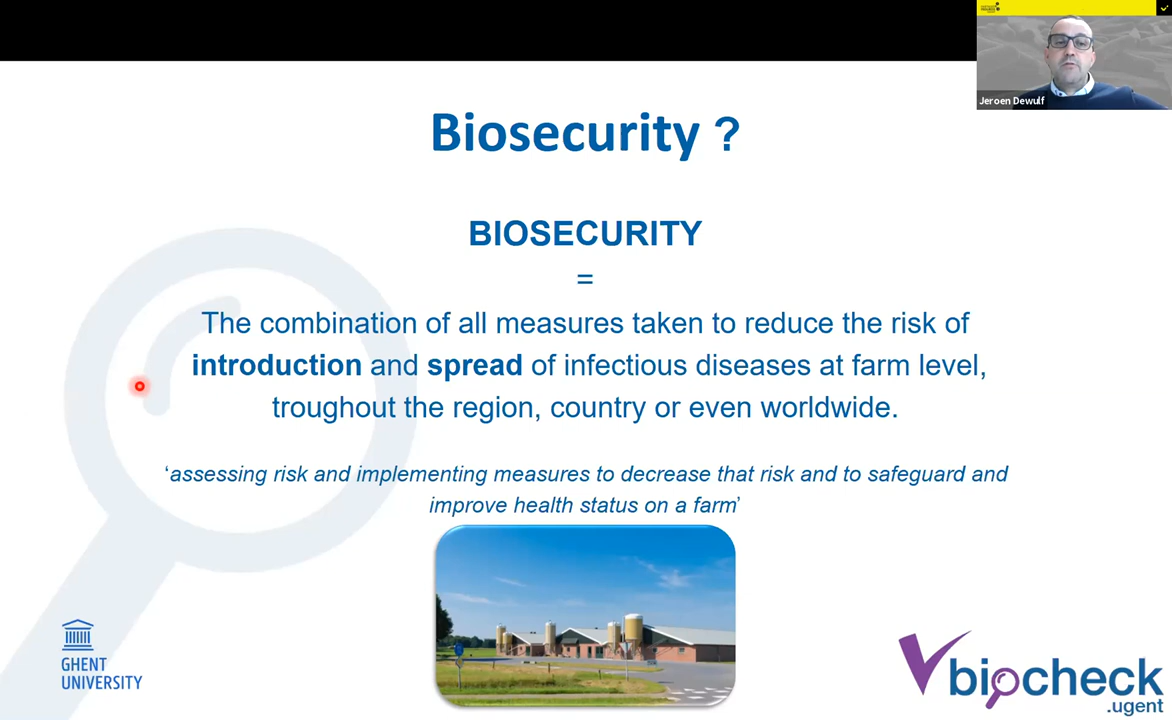 Jeroen Dewulf
Biosecurity ?
BIOSECURITY
=
The combination of all measures taken to reduce the risk of
introduction and spread of infectious diseases at farm level,
troughout the region, country or even worldwide.
‘assessing risk and implementing measures to decrease that risk and to safeguard and
improve health status on a farm’
GHENT
UNIVERSITY
biocheck
.ugent